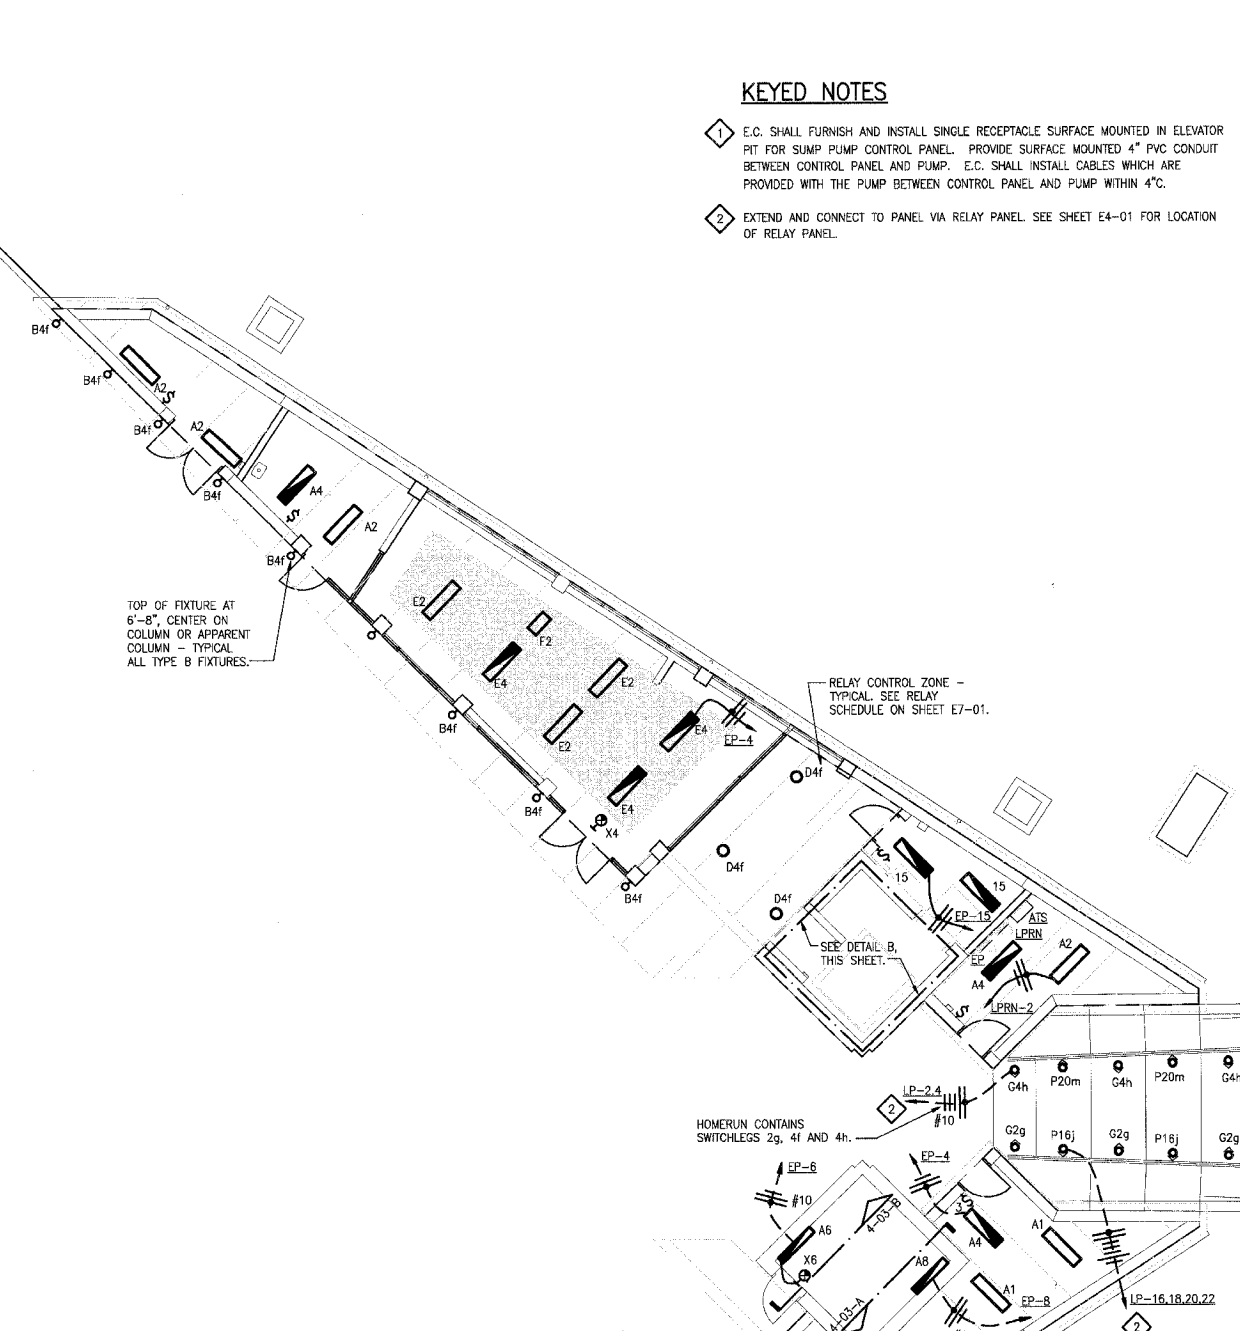 KEYED NOTES
1 E.C. SHALL FURNISH AND INSTALL SINGLE RECEPTACLE SURFACE MOUNTED IN ELEVATOR
PIT FOR SUMP PUMP CONTROL PANEL. PROVIDE SURFACE MOUNTED 4" PVC CONDUIT
BETWEEN CONTROL PANEL AND PUMP. E.C. SHALL INSTALL CABLES WHICH ARE
PROVIDED WITH THE PUMP BETWEEN CONTROL PANEL AND PUMP WITHIN 4"C.
2 EXTEND AND CONNECT TO PANEL VIA RELAY PANEL. SEE SHEET E4-01 FOR LOCATION
OF RELAY PANEL.
B4f
B4f
A2
S
B4f
A2
B4f
A4
S
A2
B4f
TOP OF FIXTURE AT
6'-8", CENTER ON
COLUMN OR APPARENT
COLUMN - TYPICAL
ALL TYPE B FIXTURES.
E2
F2
E4
E2
RELAY CONTROL ZONE -
TYPICAL. SEE RELAY
SCHEDULE ON SHEET E7-01.
B4f
E2
E4
EP-4
D4f
B4f
E4
X4
D4f
B4f
S
15
15
D4f
EP-15
ATS
LPRN
SEE DETAIL B,
THIS SHEET.
EP
A2
A4
LPRN-2
S
G4h
P20m
G4h
P20m
G4h
LP-2,4
2
#10
HOMERUN CONTAINS
SWITCHLEGS 2g, 4f AND 4h.
G2g
P16j
G2g
P16j
G2g
EP-4
EP-6
#10
3
S
A6
4-03-B
A4
A1
X6
A8
A1
EP-8
4-03-A
#10
LP-16,18,20,22
2